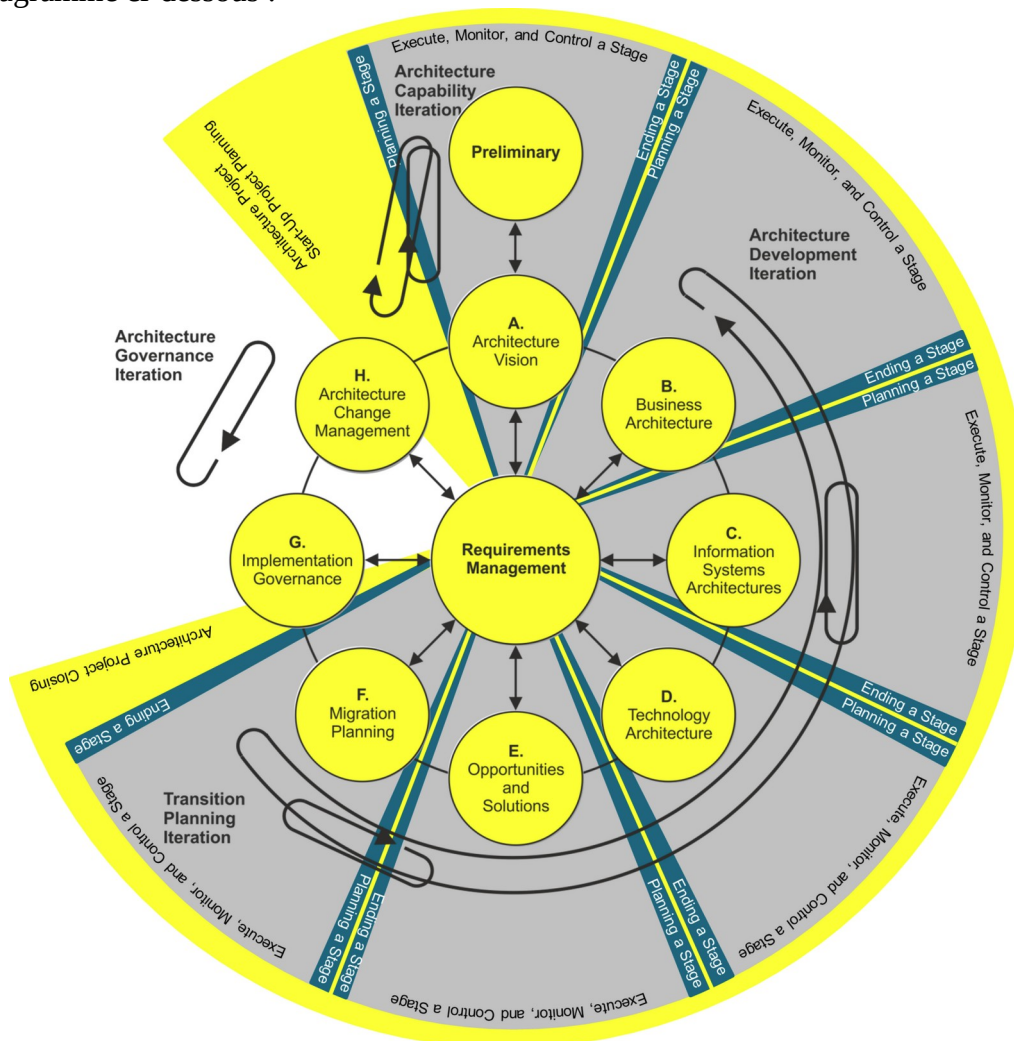 Execute, Monitor, and Control a Stage
Architecture
Capability
Iteration
Planning a Stage
Preliminary
Ending a Stage
Planning a Stage
Execute, Monitor, and Control a Stage
Architecture Project
Start-Up Project Planning
Architecture
Development
Iteration
A.
Architecture
Vision
Architecture
Governance
Iteration
H.
Architecture
Change
Management
B.
Business
Architecture
Ending a Stage
Planning a Stage
Execute, Monitor, and Control a Stage
G.
Implementation
Governance
Requirements
Management
C.
Information
Systems
Architectures
Architecture Project Closing
Ending a Stage
F.
Migration
Planning
E.
Opportunities
and
Solutions
D.
Technology
Architecture
Ending a Stage
Planning a Stage
Transition
Planning
Iteration
Execute, Monitor, and Control a Stage
Ending a Stage
Planning a Stage
Execute, Monitor, and Control a Stage
Ending a Stage
Planning a Stage
Execute, Monitor, and Control a Stage